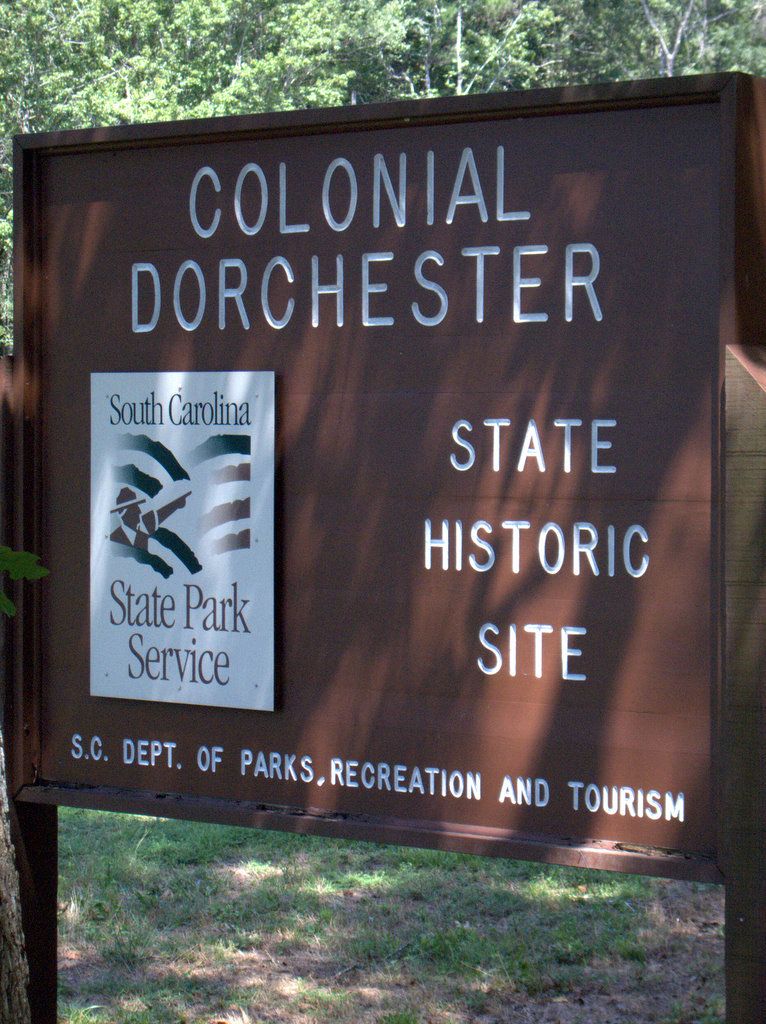 COLONIAL
DORCHESTER
South Carolina
State Park
Service
STATE
HISTORIC
SITE
S.C. DEPT. OF PARKS, RECREATION AND TOURISM